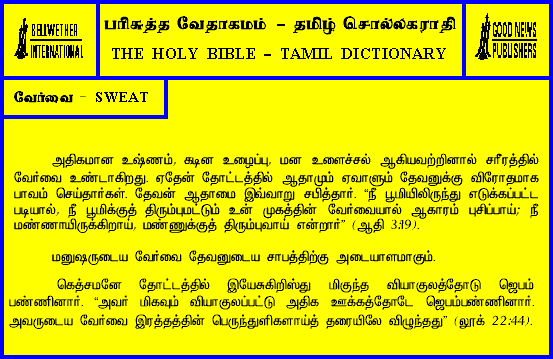 BELLWETHER
INTERNATIONAL
பரிசுத்த வேதாகமம் - தமிழ் சொல்லகராதி
THE HOLY BIBLE - TAMIL DICTIONARY
GOOD NEWS
PUBLISHERS
வேர்வை - SWEAT
அதிகமான உஷ்ணம், கடின உழைப்பு, மன உளைச்சல் ஆகியவற்றினால் சரீரத்தில்
வேர்வை உண்டாகிறது. ஏதேன் தோட்டத்தில் ஆதாமும் ஏவாளும் தேவனுக்கு விரோதமாக
பாவம் செய்தார்கள். தேவன் ஆதாமை இவ்வாறு சபித்தார். “நீ பூமியிலிருந்து எடுக்கப்பட்ட
படியால், நீ பூமிக்குத் திரும்புமட்டும் உன் முகத்தின் வேர்வையால் ஆகாரம் புசிப்பாய்; நீ
மண்ணாயிருக்கிறாய், மண்ணுக்குத் திரும்புவாய் என்றார்” (ஆதி 3:19).
மனுஷருடைய வேர்வை தேவனுடைய சாபத்திற்கு அடையாளமாகும்.
கெத்சமனே தோட்டத்தில் இயேசுகிறிஸ்து மிகுந்த வியாகுலத்தோடு ஜெபம்
பண்ணினார். “அவர் மிகவும் வியாகுலப்பட்டு அதிக ஊக்கத்தோடே ஜெபம்பண்ணினார்.
அவருடைய வேர்வை இரத்தத்தின் பெருந்துளிகளாய்த் தரையிலே விழுந்தது” (லூக் 22:44).